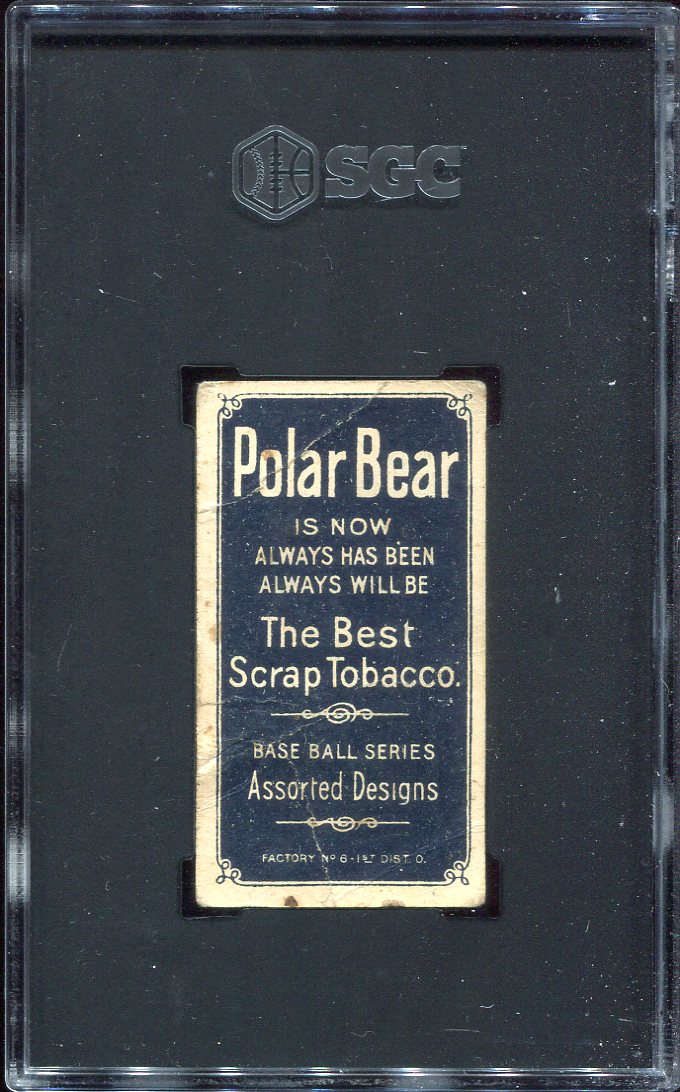 SGC
Polar Bear
IS NOW
ALWAYS HAS BEEN
ALWAYS WILL BE
The Best
Scrap Tobacco.
BASE BALL SERIES
Assorted Designs
FACTORY Nº 6-1ST DIST. O.